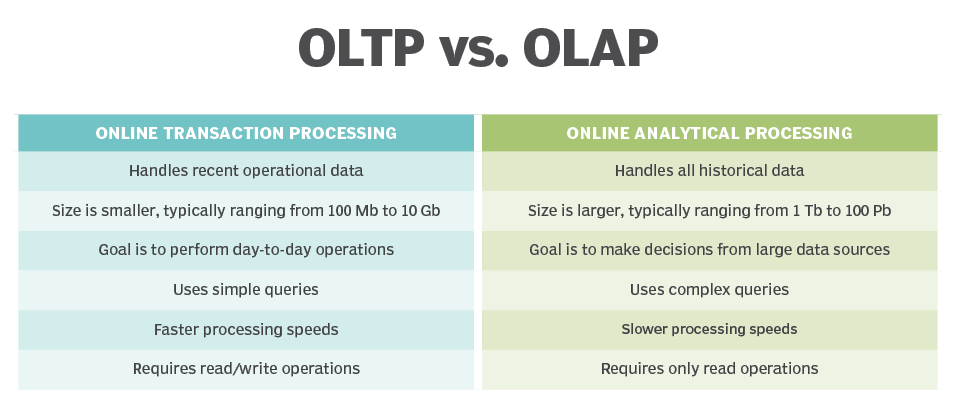 OLTP vs. OLAP
ONLINE TRANSACTION PROCESSING
ONLINE ANALYTICAL PROCESSING
Handles recent operational data
Handles all historical data
Size is smaller, typically ranging from 100 Mb to 10 Gb
Size is larger, typically ranging from 1 Tb to 100 Pb
Goal is to perform day-to-day operations
Goal is to make decisions from large data sources
Uses simple queries
Uses complex queries
Faster processing speeds
Slower processing speeds
Requires read/write operations
Requires only read operations